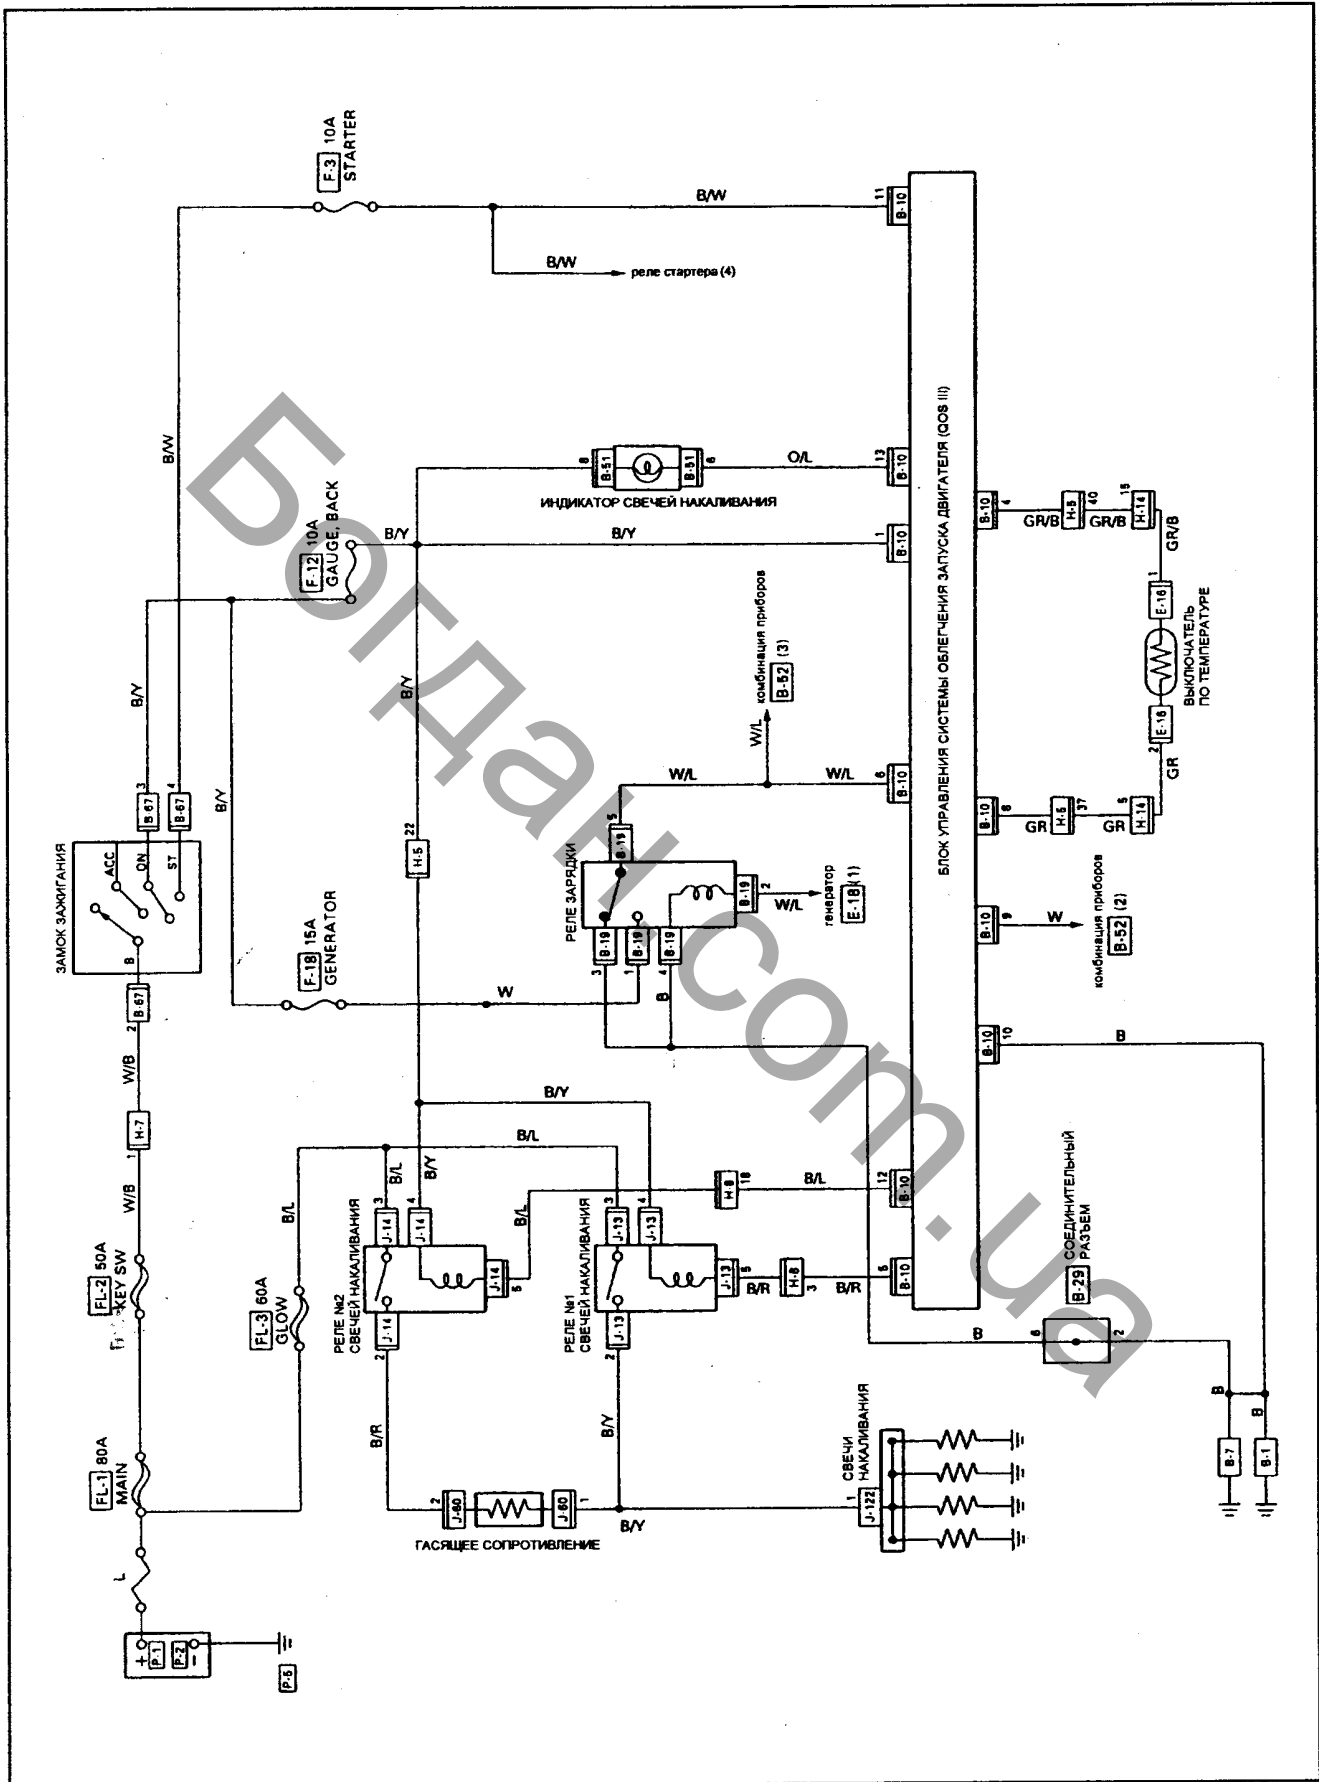 F-3 10A
STARTER
11
B-10
B/W
B/W
реле стартера (4)
B/W
8
B-51
B-51
6
O/L
13
B-10
ИНДИКАТОР СВЕЧЕЙ НАКАЛИВАНИЯ
F-12 10A
GAUGE, BACK
B/Y
B/Y
1
B-10
B/Y
3
B-67
4
B-67
B/Y
B/Y
ЗАМОК ЗАЖИГАНИЯ
ACC
ON
ST
B
B-67
2
W/B
H-7
1
W/B
FL-2 50A
KEY SW
FL-1 80A
MAIN
L
+
P-1
P-2
−
P-5
22
H-5
F-18 15A
GENERATOR
W
РЕЛЕ ЗАРЯДКИ
5
B-19
B-19
3
B-19
1
B-19
4
B
B-19
2
W/L
генератор
E-18 (1)
W/L
W/L
W/L
комбинация приборов
B-52 (3)
6
B-10
БЛОК УПРАВЛЕНИЯ СИСТЕМЫ ОБЛЕГЧЕНИЯ ЗАПУСКА ДВИГАТЕЛЯ (QOS III)
B-10
4
GR/B
H-5
40
GR/B
15
H-14
GR/B
1
E-16
ВЫКЛЮЧАТЕЛЬ
ПО ТЕМПЕРАТУРЕ
E-16
2
GR
B-10
8
GR
H-5
37
GR
5
H-14
B-10
9
W
комбинация приборов
B-52 (2)
B-10
10
B
FL-3 60A
GLOW
B/L
B/L
B/L
B/Y
B/Y
РЕЛЕ №2
СВЕЧЕЙ НАКАЛИВАНИЯ
3
J-14
4
J-14
J-14
5
B/L
J-14
2
B/R
РЕЛЕ №1
СВЕЧЕЙ НАКАЛИВАНИЯ
3
J-13
4
J-13
J-13
5
B/R
H-8
3
B/R
5
B-10
J-13
2
B/Y
H-8
18
B/L
12
B-10
2
J-60
J-60
1
ГАСЯЩЕЕ СОПРОТИВЛЕНИЕ
B/Y
СВЕЧИ
НАКАЛИВАНИЯ
1
J-122
B
6
2
B-29 СОЕДИНИТЕЛЬНЫЙ
РАЗЪЕМ
B
B
B-7
B-1
Богдан.com.ua